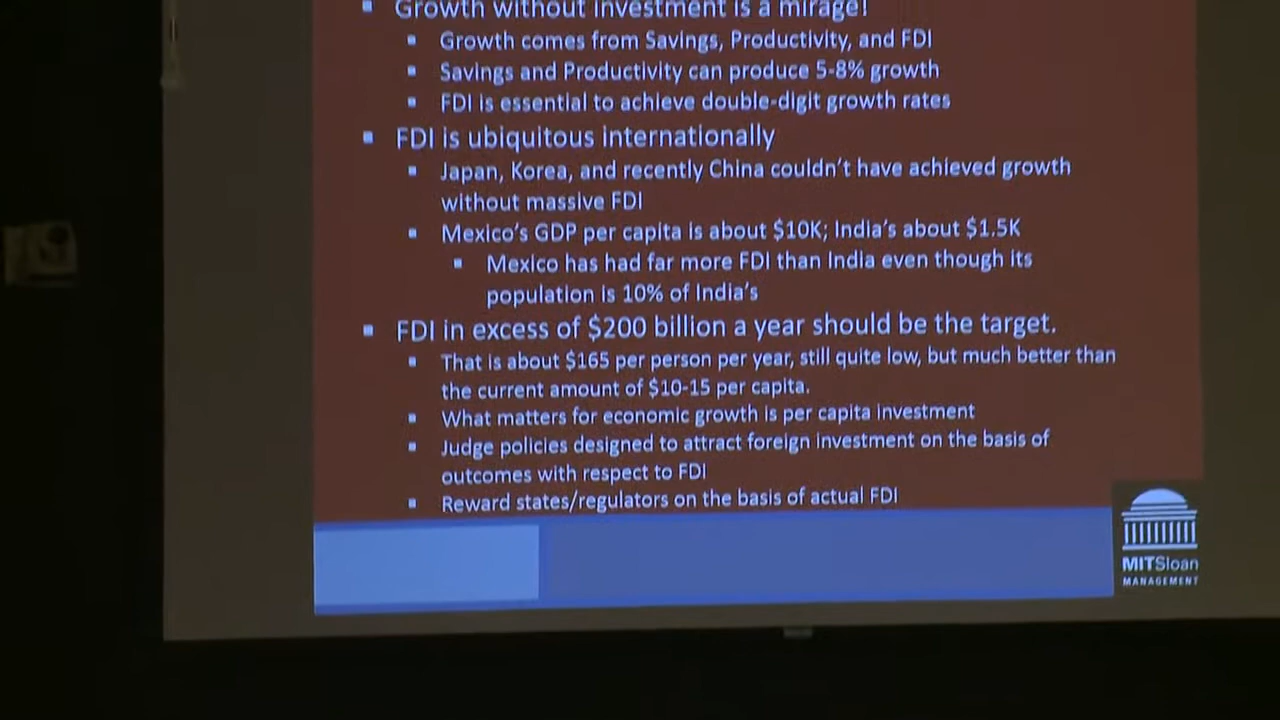 ▪ Growth without investment is a mirage!
▪ Growth comes from Savings, Productivity, and FDI
▪ Savings and Productivity can produce 5-8% growth
▪ FDI is essential to achieve double-digit growth rates
▪ FDI is ubiquitous internationally
▪ Japan, Korea, and recently China couldn't have achieved growth
without massive FDI
▪ Mexico's GDP per capita is about $10K; India's about $1.5K
▪ Mexico has had far more FDI than India even though its
population is 10% of India's
▪ FDI in excess of $200 billion a year should be the target.
▪ That is about $165 per person per year, still quite low, but much better than
the current amount of $10-15 per capita.
▪ What matters for economic growth is per capita investment
▪ Judge policies designed to attract foreign investment on the basis of
outcomes with respect to FDI
▪ Reward states/regulators on the basis of actual FDI
MITSloan
MANAGEMENT